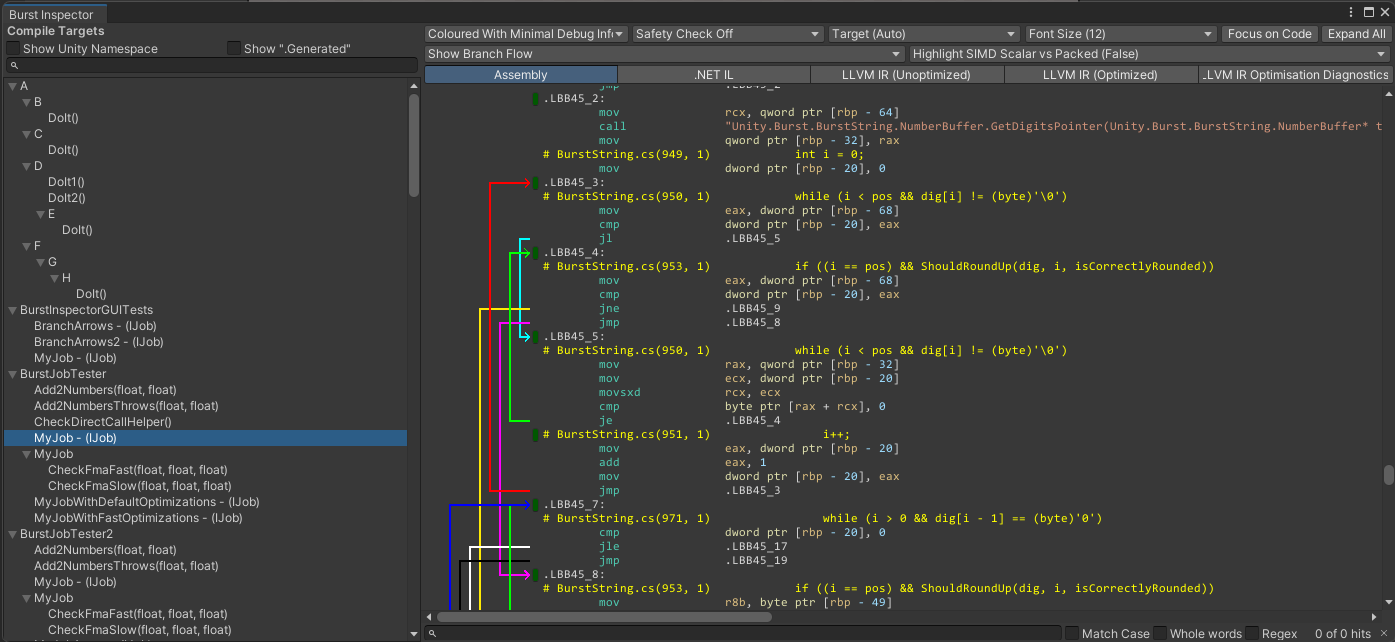 Burst Inspector
Compile Targets
Show Unity Namespace
Show ".Generated"
A
B
DoIt()
C
DoIt()
D
DoIt1()
DoIt2()
E
DoIt()
F
G
H
DoIt()
BurstInspectorGUITests
BranchArrows - (IJob)
BranchArrows2 - (IJob)
MyJob - (IJob)
BurstJobTester
Add2Numbers(float, float)
Add2NumbersThrows(float, float)
CheckDirectCallHelper()
MyJob - (IJob)
MyJob
CheckFmaFast(float, float, float)
CheckFmaSlow(float, float, float)
MyJobWithDefaultOptimizations - (IJob)
MyJobWithFastOptimizations - (IJob)
BurstJobTester2
Add2Numbers(float, float)
Add2NumbersThrows(float, float)
MyJob - (IJob)
MyJob
CheckFmaFast(float, float, float)
CheckFmaSlow(float, float, float)
Coloured With Minimal Debug Inf Safety Check Off Target (Auto) Font Size (12) Focus on Code Expand All
Show Branch Flow Highlight SIMD Scalar vs Packed (False)
Assembly .NET IL LLVM IR (Unoptimized) LLVM IR (Optimized) LLVM IR Optimisation Diagnostics
jmp .LBB45_2
.LBB45_2:
mov rcx, qword ptr [rbp - 64]
call "Unity.Burst.BurstString.NumberBuffer.GetDigitsPointer(Unity.Burst.BurstString.NumberBuffer* t
mov qword ptr [rbp - 32], rax
# BurstString.cs(949, 1) int i = 0;
mov dword ptr [rbp - 20], 0
.LBB45_3:
# BurstString.cs(950, 1) while (i < pos && dig[i] != (byte)'\0')
mov eax, dword ptr [rbp - 68]
cmp dword ptr [rbp - 20], eax
jl .LBB45_5
.LBB45_4:
# BurstString.cs(953, 1) if ((i == pos) && ShouldRoundUp(dig, i, isCorrectlyRounded))
mov eax, dword ptr [rbp - 68]
cmp dword ptr [rbp - 20], eax
jne .LBB45_9
jmp .LBB45_8
.LBB45_5:
# BurstString.cs(950, 1) while (i < pos && dig[i] != (byte)'\0')
mov rax, qword ptr [rbp - 32]
mov ecx, dword ptr [rbp - 20]
movsxd rcx, ecx
cmp byte ptr [rax + rcx], 0
je .LBB45_4
# BurstString.cs(951, 1) i++;
mov eax, dword ptr [rbp - 20]
add eax, 1
mov dword ptr [rbp - 20], eax
jmp .LBB45_3
.LBB45_7:
# BurstString.cs(971, 1) while (i > 0 && dig[i - 1] == (byte)'0')
cmp dword ptr [rbp - 20], 0
jle .LBB45_17
jmp .LBB45_19
.LBB45_8:
# BurstString.cs(953, 1) if ((i == pos) && ShouldRoundUp(dig, i, isCorrectlyRounded))
mov r8b, byte ptr [rbp - 49]
Match Case Whole words Regex 0 of 0 hits